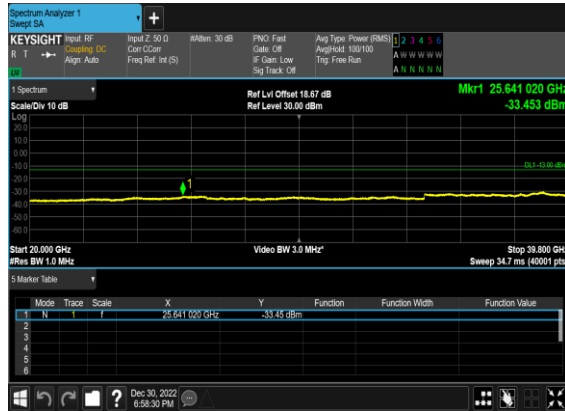 Spectrum Analyzer 1
Swept SA
+
KEYSIGHT Input: RF Input Z: 50 Ω #Atten: 30 dB PNO: Fast Avg Type: Power (RMS) 1 2 3 4 5 6
R T Coupling: DC Corr CCorr Gate: Off Avg|Hold: 100/100 A W W W W W
Align: Auto Freq Ref: Int (S) IF Gain: Low Trig: Free Run A N N N N N
Sig Track: Off
1 Spectrum Ref Lvl Offset 18.67 dB Mkr1 25.641 020 GHz
Scale/Div 10 dB Ref Level 30.00 dBm -33.453 dBm
Log
20.0
10.0
0.00
-10.0 DL1 -13.00 dBm
-20.0
1
-30.0
-40.0
-50.0
-60.0
Start 20.000 GHz Video BW 3.0 MHz* Stop 39.800 GHz
#Res BW 1.0 MHz Sweep 34.7 ms (40001 pts)
5 Marker Table
Mode Trace Scale X Y Function Function Width Function Value
1 N 1 f 25.641 020 GHz -33.45 dBm
2
3
4
5
6
? Dec 30, 2022
6:58:30 PM